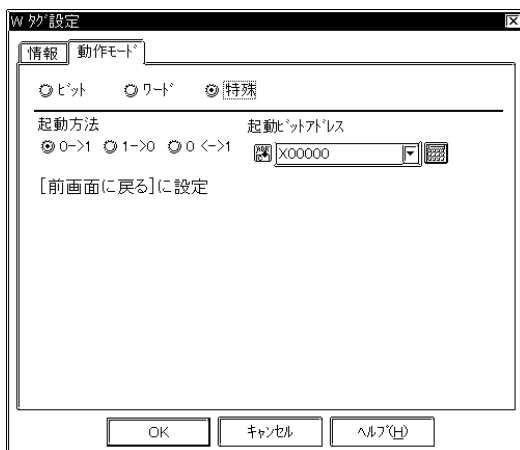 W ﾀｸﾞ設定
情報 動作ﾓｰﾄﾞ
ﾋﾞｯﾄ ﾜｰﾄﾞ 特殊
起動方法 起動ﾋﾞｯﾄｱﾄﾞﾚｽ
0->1 1->0 0 <->1 X00000
[前画面に戻る]に設定
OK ｷｬﾝｾﾙ ﾍﾙﾌﾟ(H)